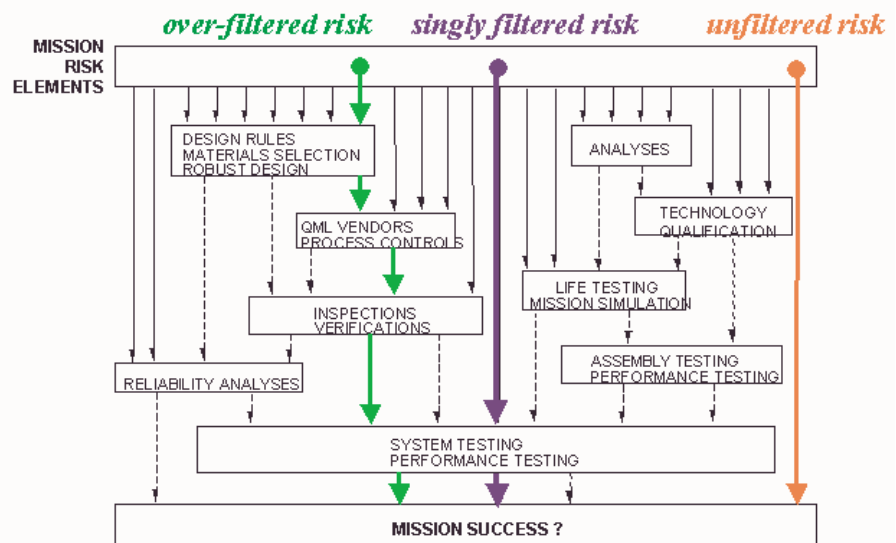 over-filtered risk
singly filtered risk
unfiltered risk
MISSION
RISK
ELEMENTS
DESIGN RULES
MATERIALS SELECTION
ROBUST DESIGN
ANALYSES
TECHNOLOGY
QUALIFICATION
QML VENDORS
PROCESS CONTROLS
LIFE TESTING
MISSION SIMULATION
INSPECTIONS
VERIFICATIONS
ASSEMBLY TESTING
PERFORMANCE TESTING
RELIABILITY ANALYSES
SYSTEM TESTING
PERFORMANCE TESTING
MISSION SUCCESS ?